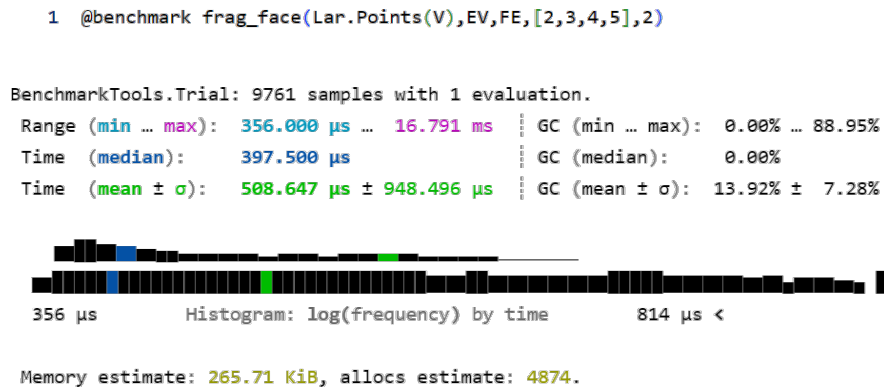 1 @benchmark frag_face(Lar.Points(V),EV,FE,[2,3,4,5],2)
BenchmarkTools.Trial: 9761 samples with 1 evaluation.
Range (min … max): 356.000 μs … 16.791 ms ┊ GC (min … max): 0.00% … 88.95%
Time (median): 397.500 μs ┊ GC (median): 0.00%
Time (mean ± σ): 508.647 μs ± 948.496 μs ┊ GC (mean ± σ): 13.92% ± 7.28%
356 μs Histogram: log(frequency) by time 814 μs <
Memory estimate: 265.71 KiB, allocs estimate: 4874.